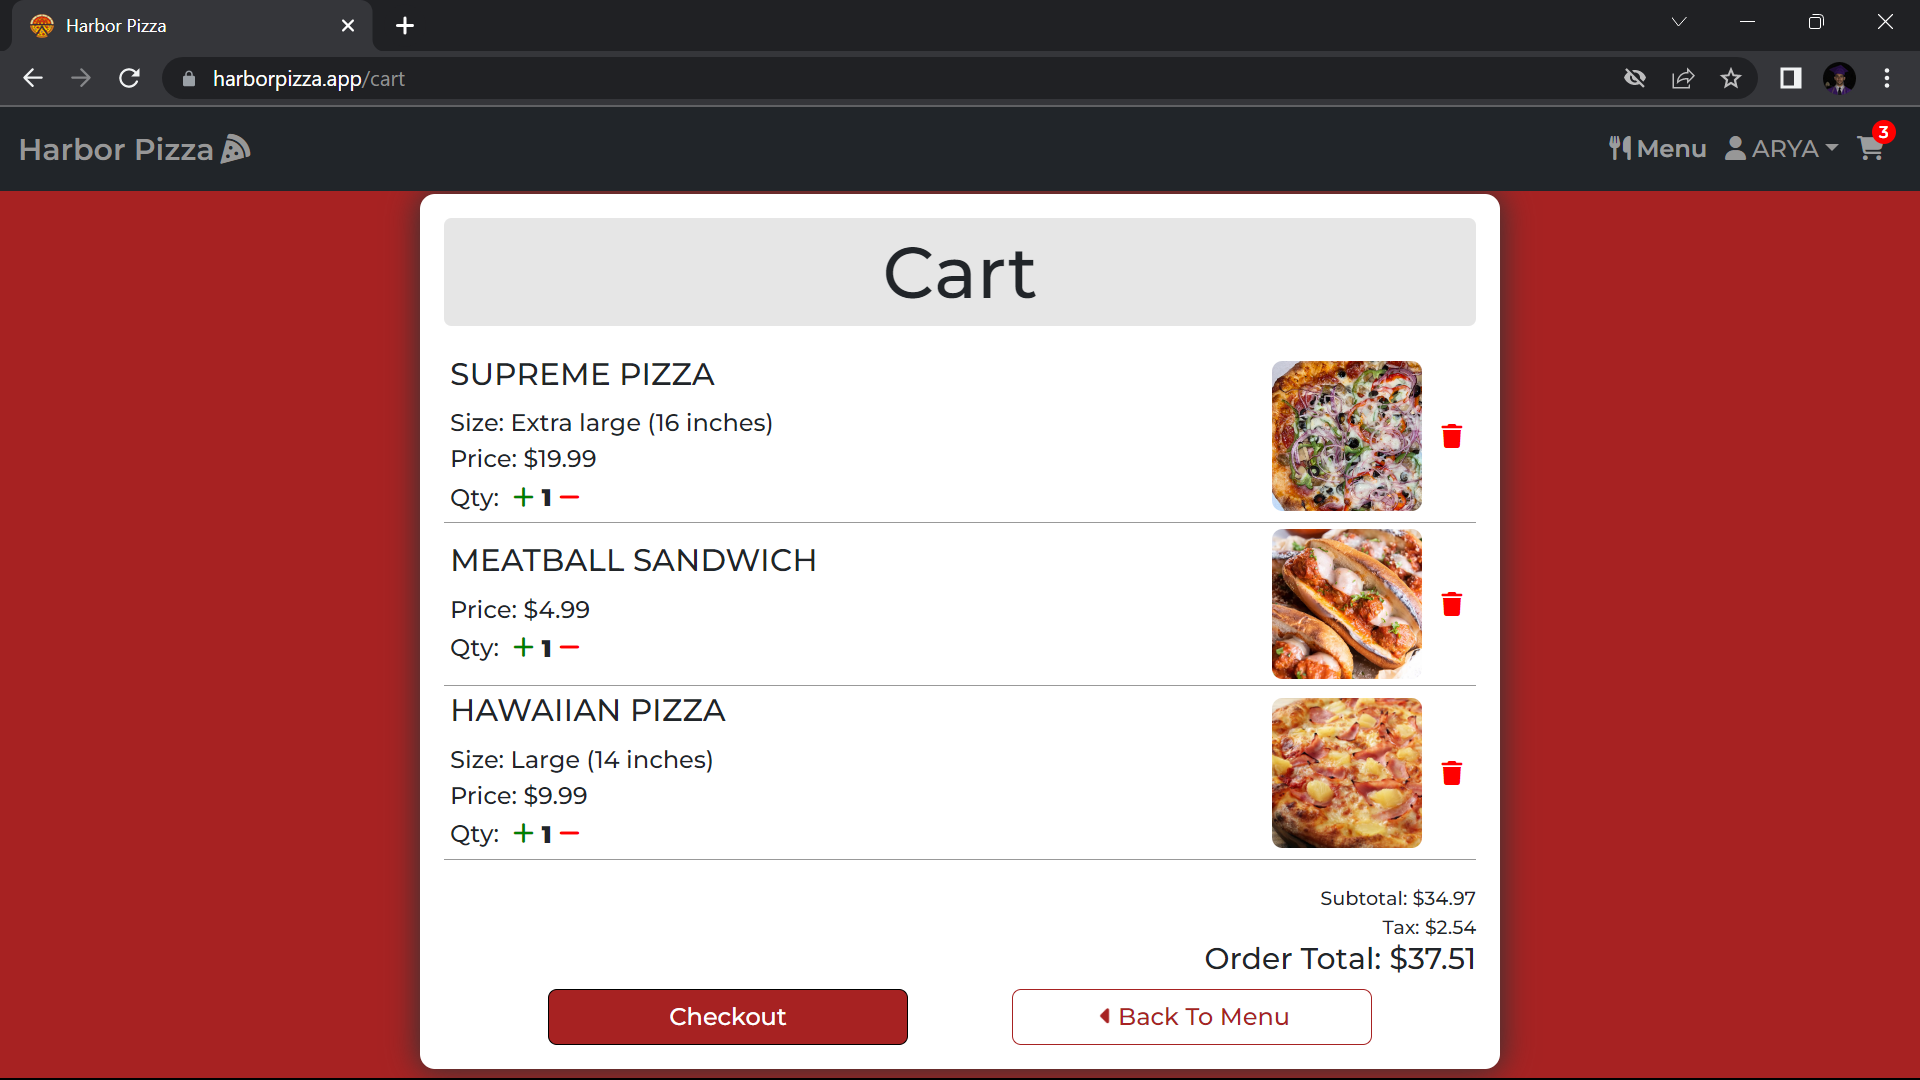 Harbor Pizza
harborpizza.app/cart
Harbor Pizza
Menu
ARYA
3
Cart
SUPREME PIZZA
Size: Extra large (16 inches)
Price: $19.99
Qty: + 1 −
MEATBALL SANDWICH
Price: $4.99
Qty: + 1 −
HAWAIIAN PIZZA
Size: Large (14 inches)
Price: $9.99
Qty: + 1 −
Subtotal: $34.97
Tax: $2.54
Order Total: $37.51
Checkout
Back To Menu